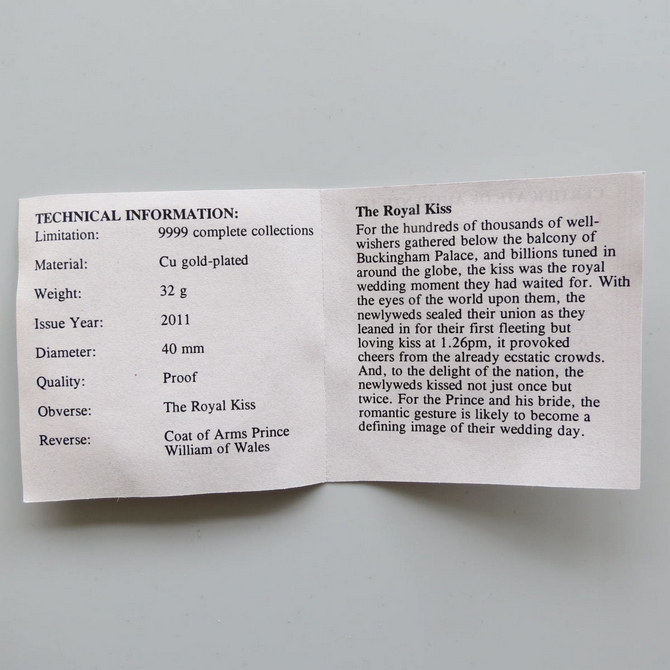 TECHNICAL INFORMATION:
Limitation: 9999 complete collections
Material: Cu gold-plated
Weight: 32 g
Issue Year: 2011
Diameter: 40 mm
Quality: Proof
Obverse: The Royal Kiss
Reverse: Coat of Arms Prince
William of Wales
The Royal Kiss
For the hundreds of thousands of well-
wishers gathered below the balcony of
Buckingham Palace, and billions tuned in
around the globe, the kiss was the royal
wedding moment they had waited for. With
the eyes of the world upon them, the
newlyweds sealed their union as they
leaned in for their first fleeting but
loving kiss at 1.26pm, it provoked
cheers from the already ecstatic crowds.
And, to the delight of the nation, the
newlyweds kissed not just once but
twice. For the Prince and his bride, the
romantic gesture is likely to become a
defining image of their wedding day.